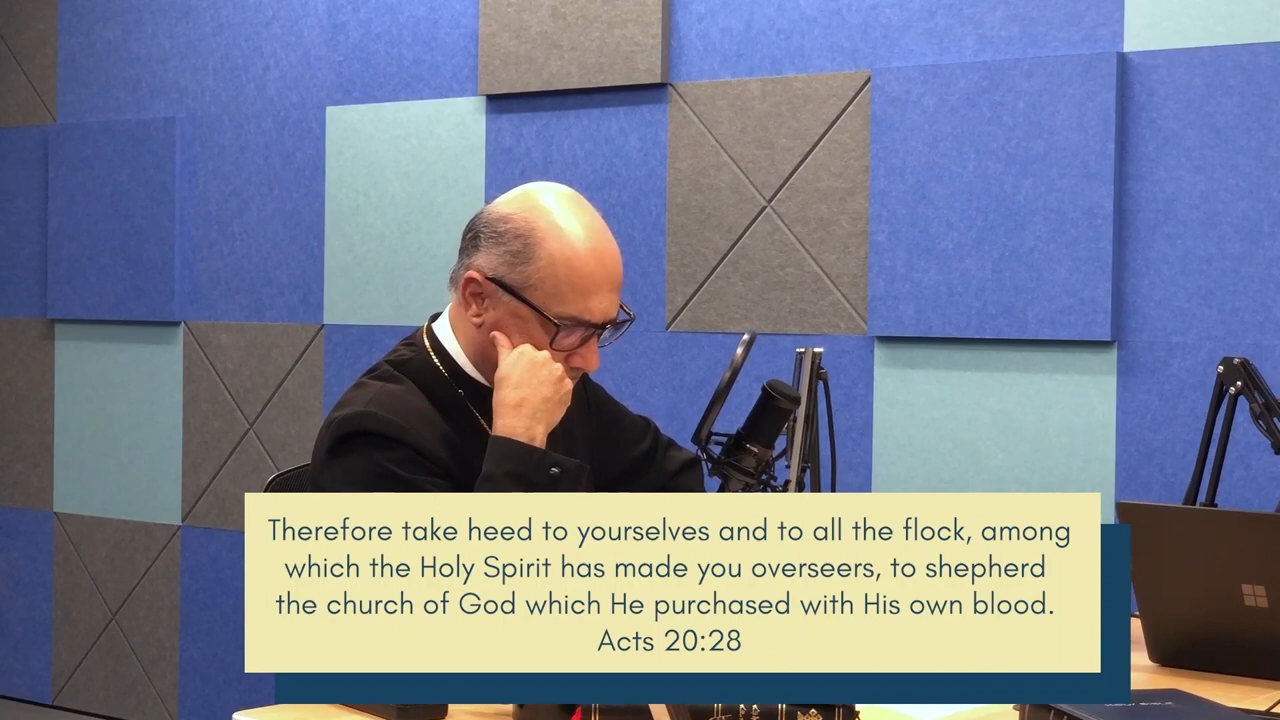 Therefore take heed to yourselves and to all the flock, among
which the Holy Spirit has made you overseers, to shepherd
the church of God which He purchased with His own blood.
Acts 20:28